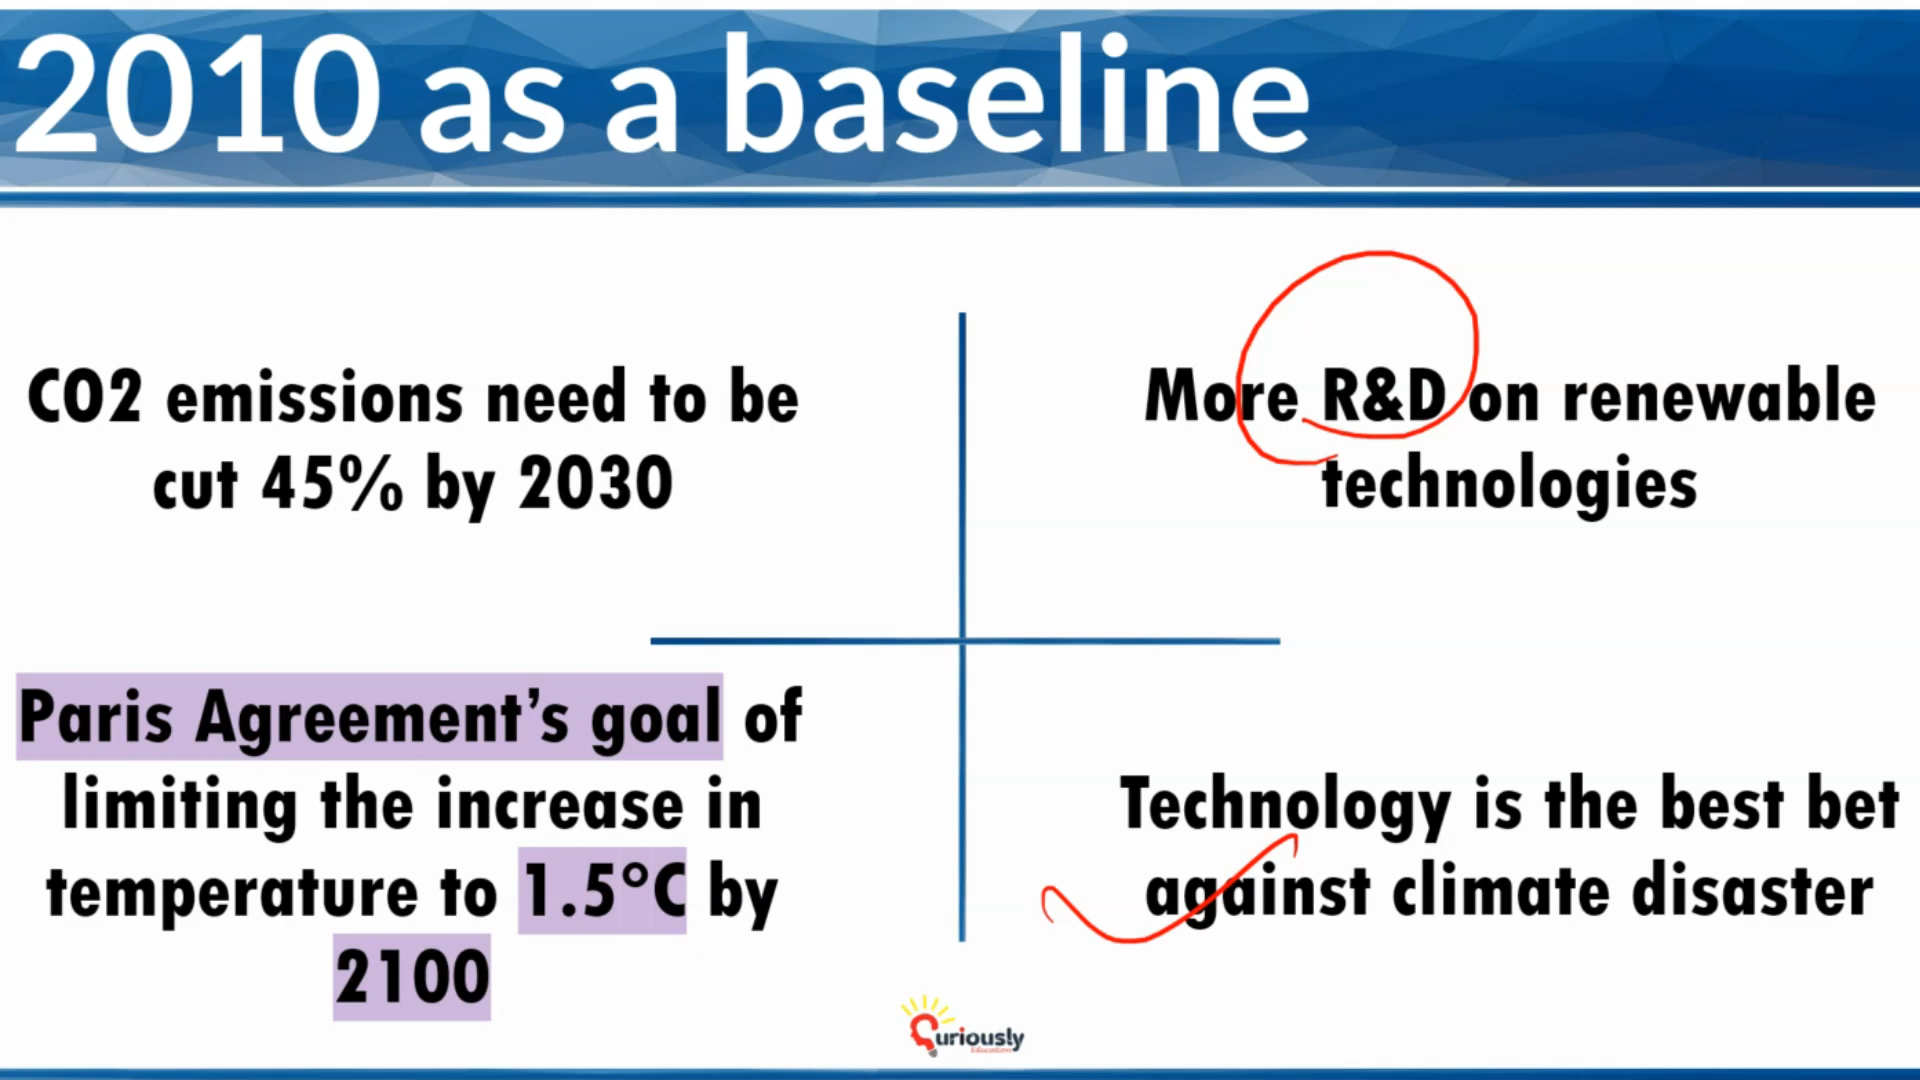 2010 as a baseline
CO2 emissions need to be
cut 45% by 2030
More R&D on renewable
technologies
Paris Agreement’s goal of
limiting the increase in
temperature to 1.5°C by
2100
Technology is the best bet
against climate disaster
Curiously
Education